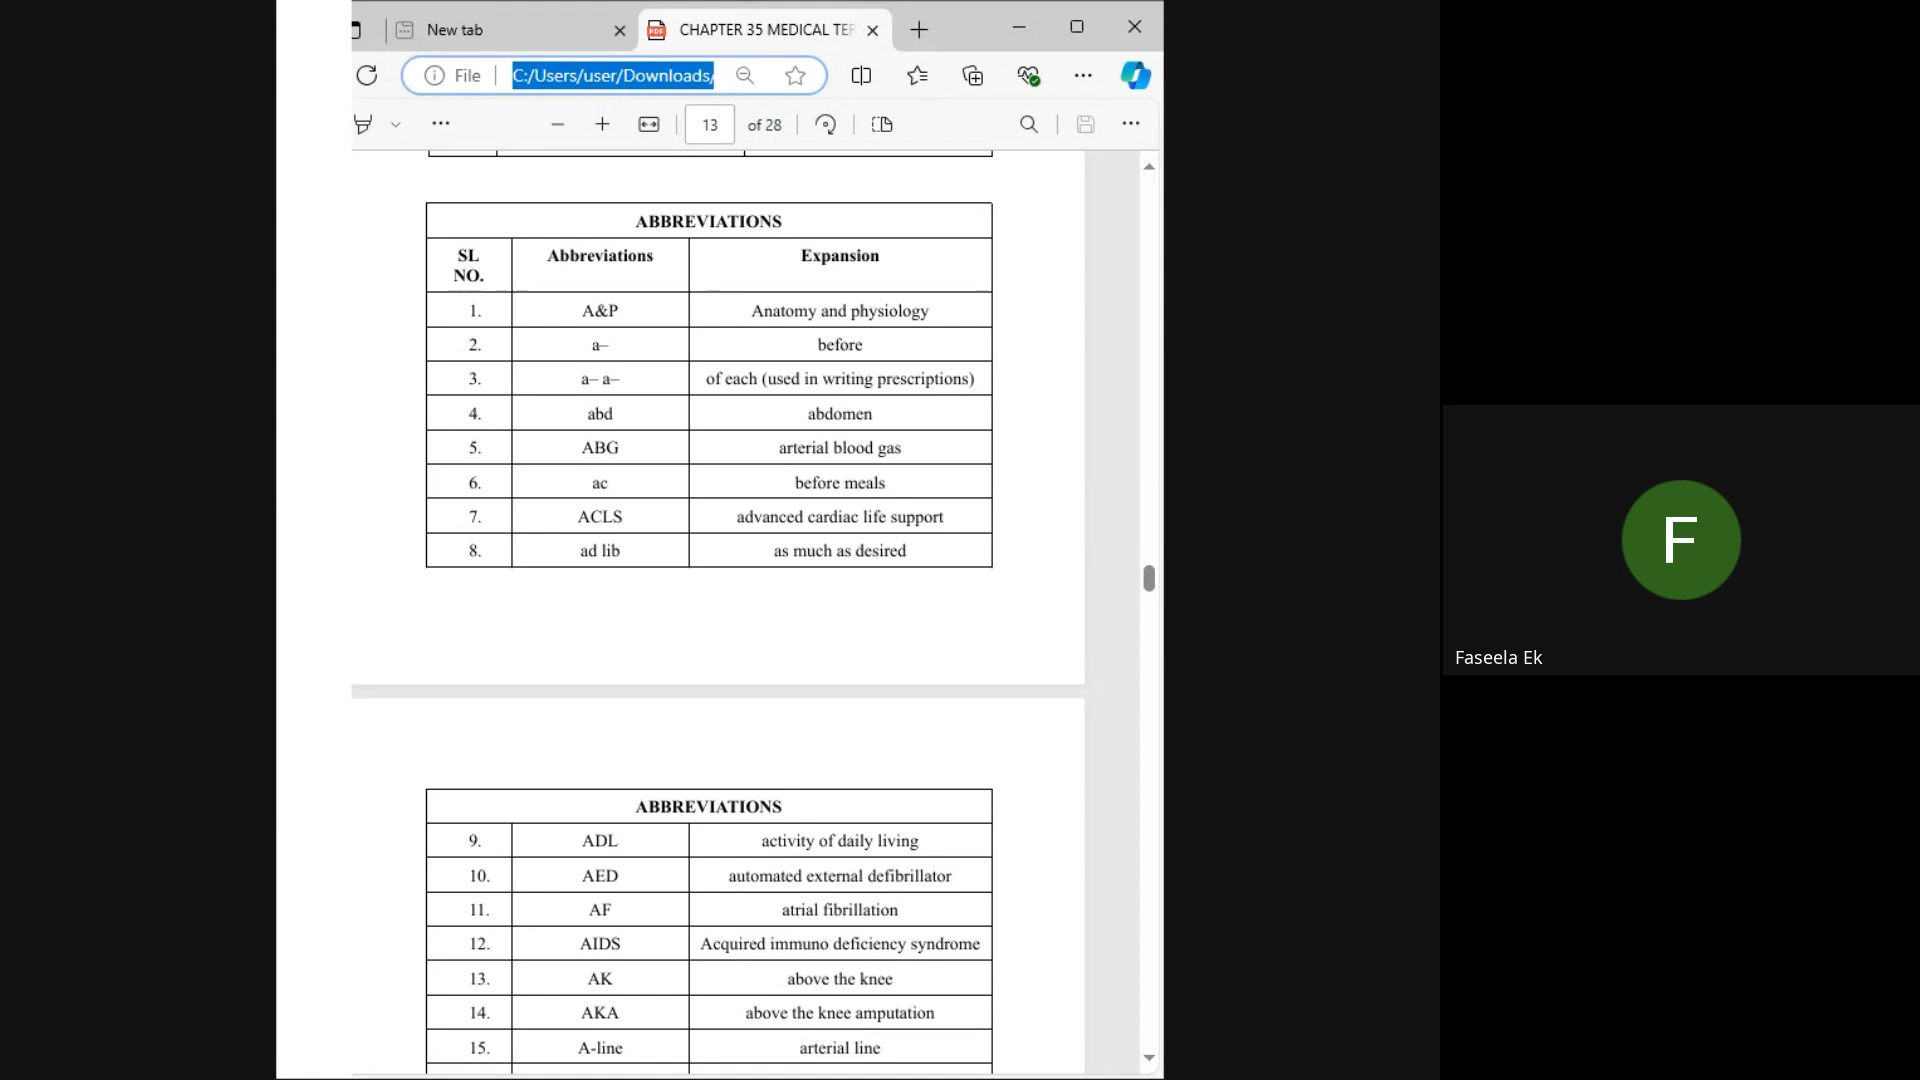 New tab
CHAPTER 35 MEDICAL TER
File
C:/Users/user/Downloads/
13 of 28
ABBREVIATIONS
SL NO. Abbreviations Expansion
1. A&P Anatomy and physiology
2. a– before
3. a– a– of each (used in writing prescriptions)
4. abd abdomen
5. ABG arterial blood gas
6. ac before meals
7. ACLS advanced cardiac life support
8. ad lib as much as desired
ABBREVIATIONS
9. ADL activity of daily living
10. AED automated external defibrillator
11. AF atrial fibrillation
12. AIDS Acquired immuno deficiency syndrome
13. AK above the knee
14. AKA above the knee amputation
15. A-line arterial line
F
Faseela Ek